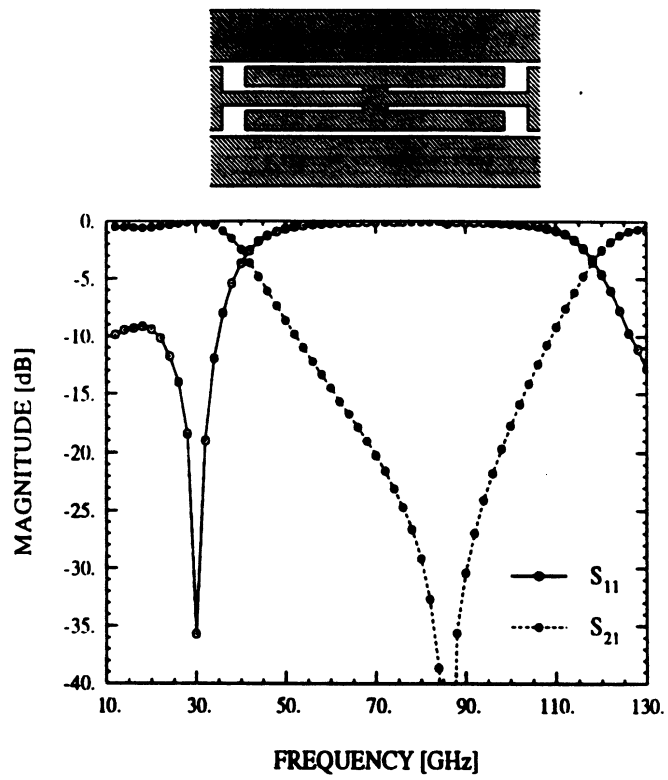 0.
-5.
-10.
-15.
-20.
-25.
-30.
-35.
-40.
MAGNITUDE [dB]
S11
S21
10. 30. 50. 70. 90. 110. 130.
FREQUENCY [GHz]